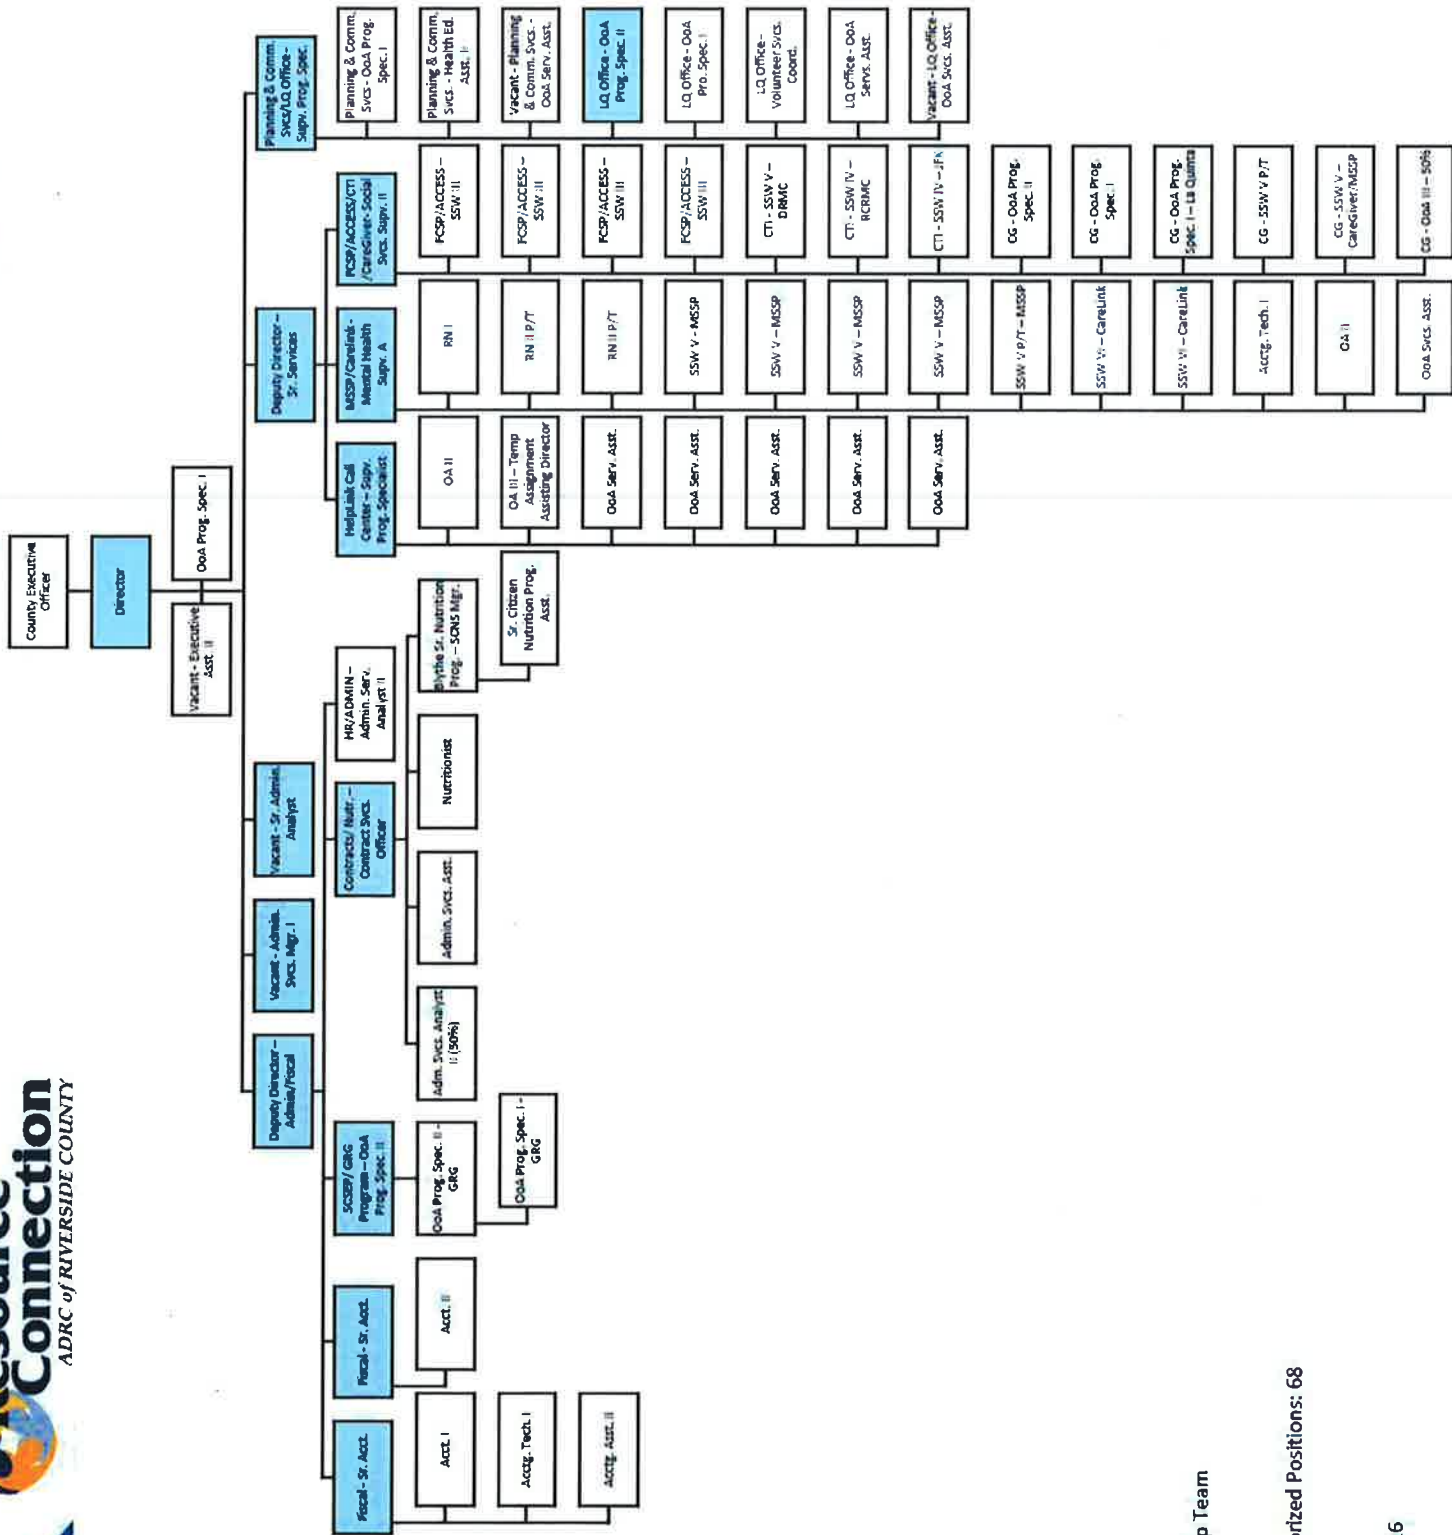 Connection
ADRC of RIVERSIDE COUNTY
County Executive
Officer
Director
Vacant - Executive
Asst. II
OoA Prog. Spec. I
Deputy Director –
Admin/Fiscal
Vacant - Admin.
Svcs. Mgr. I
Vacant - Sr. Admin.
Analyst
Deputy Director –
Sr. Services
Planning & Comm.
Svcs/LQ Office -
Supv. Prog. Spec.
Fiscal - Sr. Acct.
Fiscal - Sr. Acct.
SCSEP/ GRG
Program – OoA
Prog. Spec. II
Contracts/ Nutr. –
Contract Svcs.
Officer
HR/ADMIN –
Admin. Serv.
Analyst II
HelpLink Call
Center – Supv.
Prog. Specialist
MSSP/Carelink -
Mental Health
Supv. A
FCSP/ACCESS/CTI
/CareGiver- Social
Svcs. Supv. II
Acct. I
Acctg. Tech. I
Acctg. Asst. II
Acct. II
OoA Prog. Spec. II -
GRG
OoA Prog. Spec. I -
GRG
Adm. Svcs. Analyst
II (50%)
Admin. Svcs. Asst.
Nutritionist
Blythe Sr. Nutrition
Prog. – SCNS Mgr.
Sr. Citizen
Nutrition Prog.
Asst.
OA II
OA III – Temp
Assignment
Assisting Director
OoA Serv. Asst.
OoA Serv. Asst.
OoA Serv. Asst.
OoA Serv. Asst.
OoA Serv. Asst.
RN I
RN II P/T
RN II P/T
SSW V - MSSP
SSW V – MSSP
SSW V – MSSP
SSW V – MSSP
SSW V P/T – MSSP
SSW VI – CareLink
SSW VI – CareLink
Acctg. Tech. I
OA II
OoA Svcs. Asst.
FCSP/ACCESS –
SSW III
FCSP/ACCESS –
SSW III
FCSP/ACCESS –
SSW III
FCSP/ACCESS –
SSW III
CTI - SSW V –
DRMC
CTI - SSW IV –
RCRMC
CTI - SSW IV – JFK
CG - OoA Prog.
Spec. II
CG - OoA Prog.
Spec. I
CG - OoA Prog.
Spec. I – La Quinta
CG - SSW V P/T
CG - SSW V –
CareGiver/MSSP
CG - OoA III – 50%
Planning & Comm.
Svcs - OoA Prog.
Spec. I
Planning & Comm.
Svcs. - Health Ed.
Asst. II
Vacant - Planning
& Comm. Svcs. -
OoA Serv. Asst.
LQ Office - OoA
Prog. Spec. II
LQ Office - OoA
Pro. Spec. I
LQ Office -
Volunteer Svcs.
Coord.
LQ Office - OoA
Servs. Asst.
Vacant - LQ Office -
OoA Svcs. Asst.
Team
Positions: 68